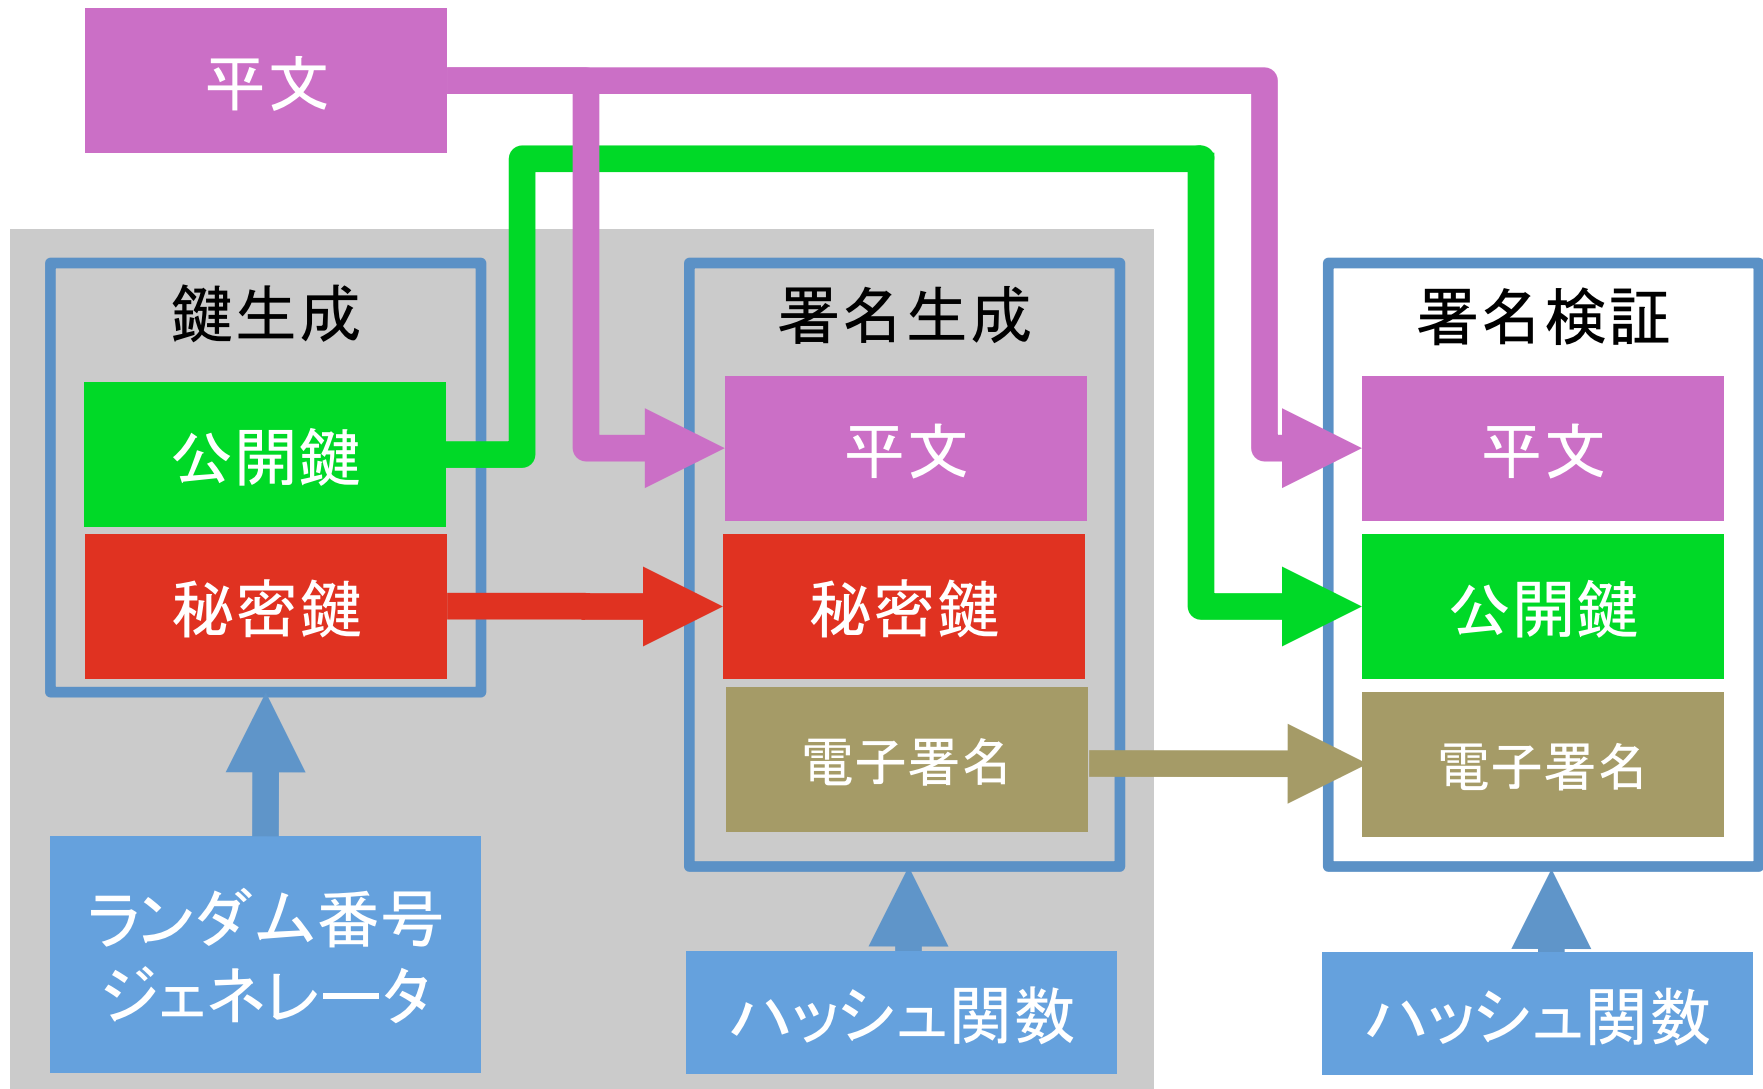 平文
鍵生成
公開鍵
秘密鍵
ランダム番号
ジェネレータ
署名生成
平文
秘密鍵
電子署名
ハッシュ関数
署名検証
平文
公開鍵
電子署名
ハッシュ関数